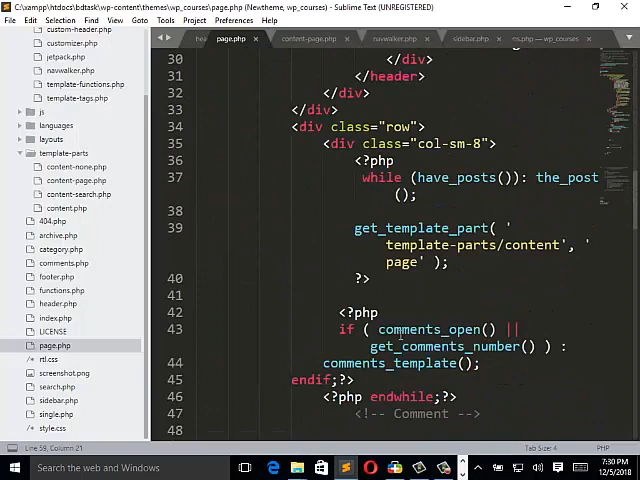 C:\xampp\htdocs\bdtask\wp-content\themes\wp_courses\page.php (Newtheme, wp_courses) - Sublime Text (UNREGISTERED)
File Edit Selection Find View Goto Tools Project Preferences Help
page.php content-page.php navwalker.php sidebar.php ns.php — wp_courses
custom-header.php
customizer.php
jetpack.php
navwalker.php
template-functions.php
template-tags.php
js
languages
layouts
template-parts
content-none.php
content-page.php
content-search.php
content.php
404.php
archive.php
category.php
comments.php
footer.php
functions.php
header.php
index.php
LICENSE
page.php
rtl.css
screenshot.png
search.php
sidebar.php
single.php
style.css
30 </div>
31 </header>
32 </div>
33 </div>
34 <div class="row">
35 <div class="col-sm-8">
36 <?php
37 while (have_posts()): the_post
();
38
39 get_template_part( '
template-parts/content', '
page' );
40 ?>
41
42 <?php
43 if ( comments_open() ||
get_comments_number() ) :
44 comments_template();
45 endif;?>
46 <?php endwhile;?>
47 <!-- Comment -->
48
Line 59, Column 21 Tab Size: 4 PHP
Search the web and Windows
7:30 PM
12/5/2018